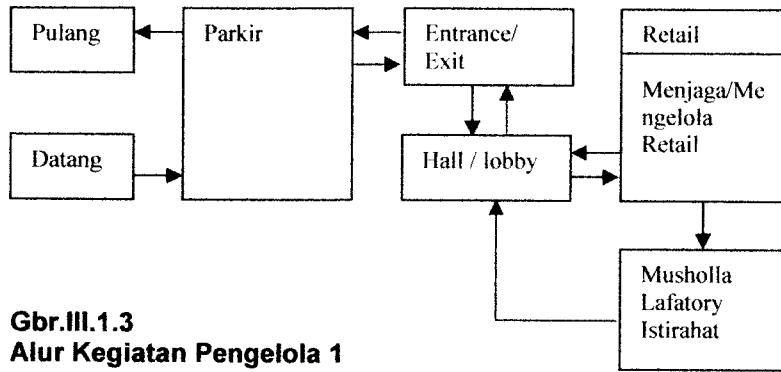 Pulang
Parkir
Entrance/
Exit
Retail
Menjaga/Me
ngelola
Retail
Datang
Hall / lobby
Musholla
Lafatory
Istirahat
Gbr.III.1.3
Alur Kegiatan Pengelola 1